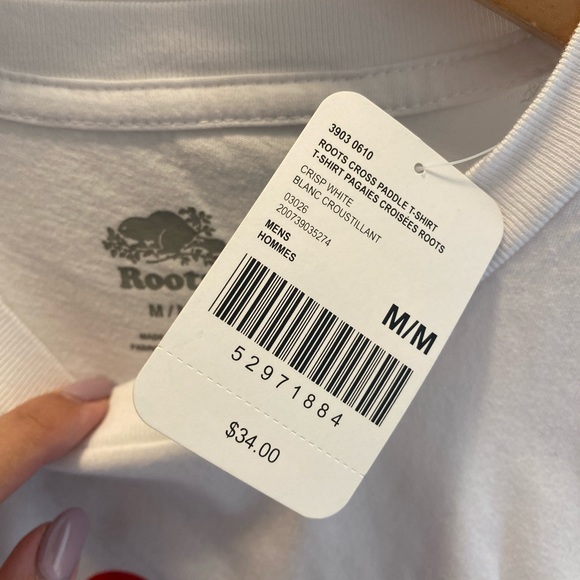 3903 0610
ROOTS CROSS PADDLE T-SHIRT
T-SHIRT PAGAIES CROISÉES ROOTS
CRISP WHITE
BLANC CROUSTILLANT
03026
200739035274
MENS
HOMMES
M/M
52971884
$34.00
Roots